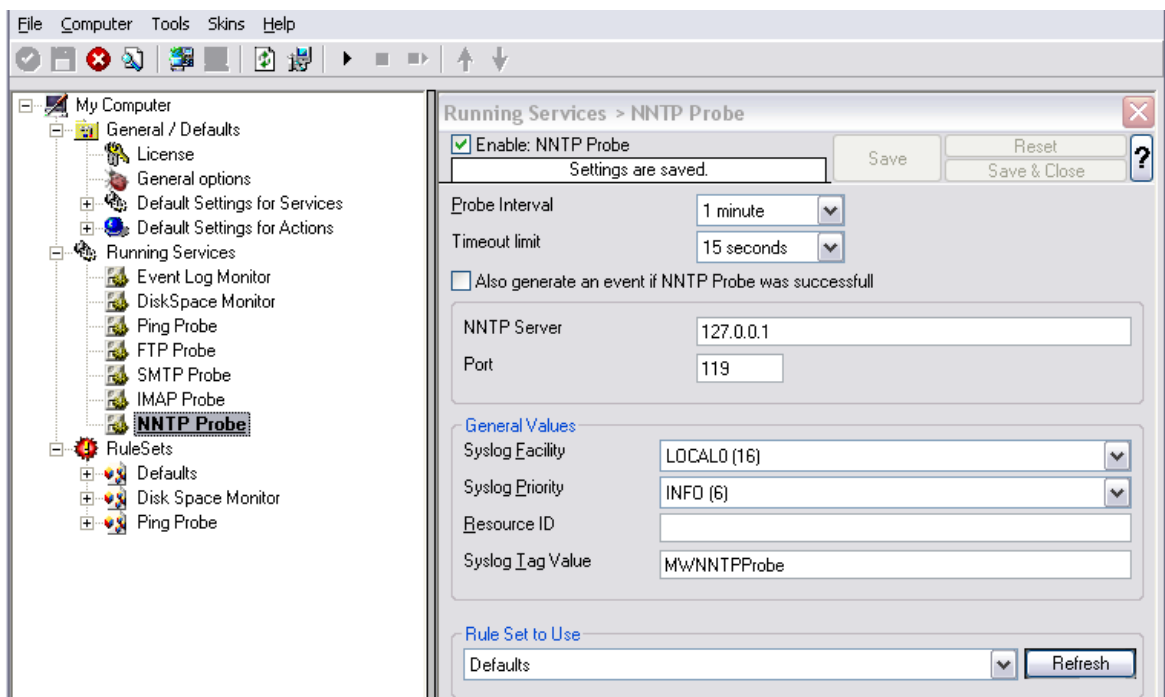 File Computer Tools Skins Help
My Computer
General / Defaults
License
General options
Default Settings for Services
Default Settings for Actions
Running Services
Event Log Monitor
DiskSpace Monitor
Ping Probe
FTP Probe
SMTP Probe
IMAP Probe
NNTP Probe
RuleSets
Defaults
Disk Space Monitor
Ping Probe
Running Services > NNTP Probe
Enable: NNTP Probe
Settings are saved.
Save
Reset
Save & Close
?
Probe Interval
1 minute
Timeout limit
15 seconds
Also generate an event if NNTP Probe was successfull
NNTP Server
127.0.0.1
Port
119
General Values
Syslog Facility
LOCAL0 (16)
Syslog Priority
INFO (6)
Resource ID
Syslog Tag Value
MWNNTPProbe
Rule Set to Use
Defaults
Refresh